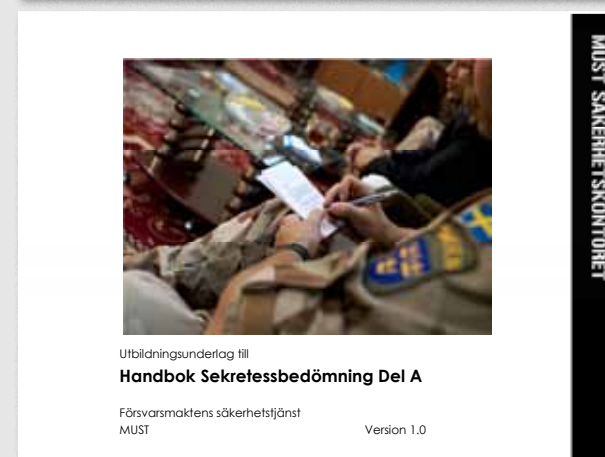 MUST SÄKERHETSKONTORET
Utbildningsunderlag till
Handbok Sekretessbedömning Del A
Försvarsmaktens säkerhetstjänst
MUST Version 1.0